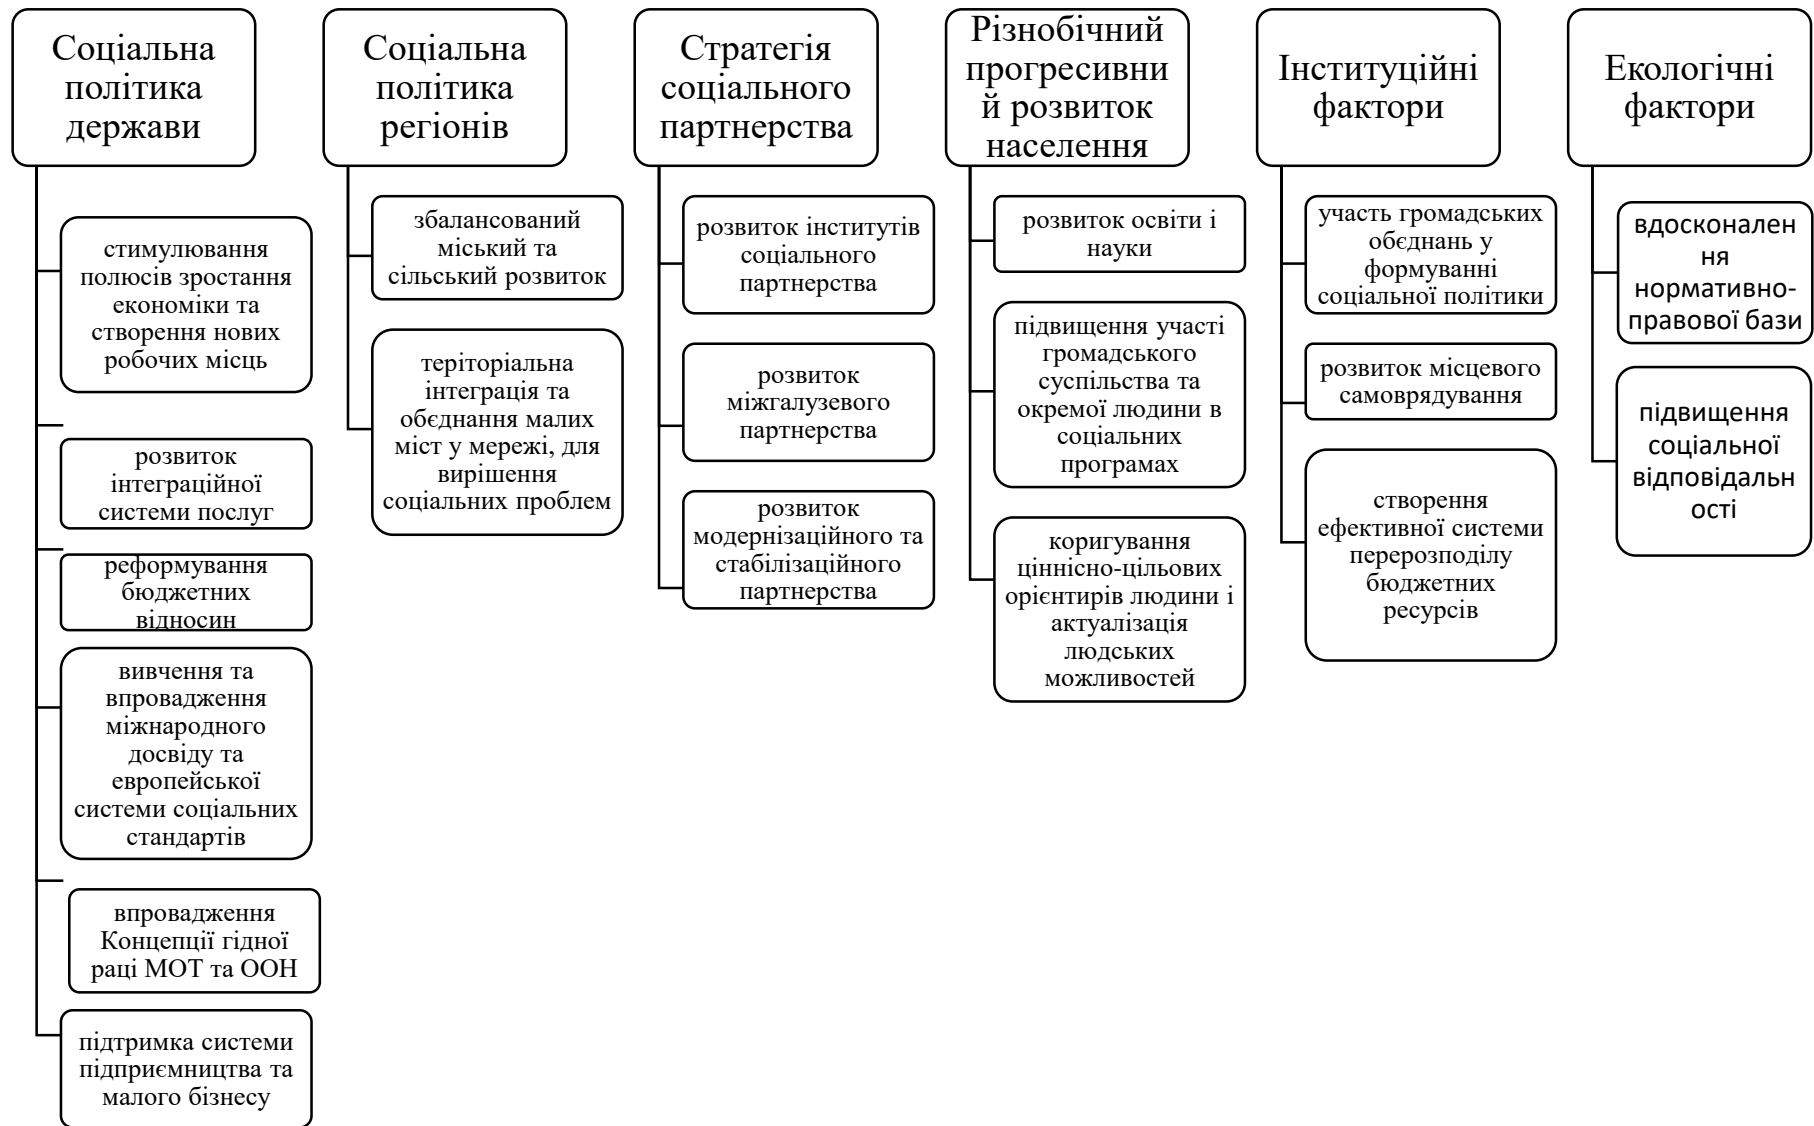 Соціальна
політика
держави
стимулювання
полюсів зростання
економіки та
створення нових
робочих місць
розвиток
інтеграційної
системи послуг
реформування
бюджетних
відносин
вивчення та
впровадження
міжнародного
досвіду та
європейської
системи соціальних
стандартів
впровадження
Концепції гідної
раці МОТ та ООН
підтримка системи
підприємництва та
малого бізнесу
Соціальна
політика
регіонів
збалансований
міський та
сільський розвиток
теріторіальна
інтеграція та
обєднання малих
міст у мережі, для
вирішення
соціальних проблем
Стратегія
соціального
партнерства
розвиток інститутів
соціального
партнерства
розвиток
міжгалузевого
партнерства
розвиток
модернізаційного та
стабілізаційного
партнерства
Різнобічний
прогресивни
й розвиток
населення
розвиток освіти і
науки
підвищення участі
громадського
суспільства та
окремої людини в
соціальних
програмах
коригування
ціннісно-цільових
орієнтирів людини і
актуалізація
людських
можливостей
Інституційні
фактори
участь громадських
обєднань у
формуванні
соціальної політики
розвиток місцевого
самоврядування
створення
ефективної системи
перерозподілу
бюджетних
ресурсів
Екологічні
фактори
вдосконален
ня
нормативно-
правової бази
підвищення
соціальної
відповідальн
ості